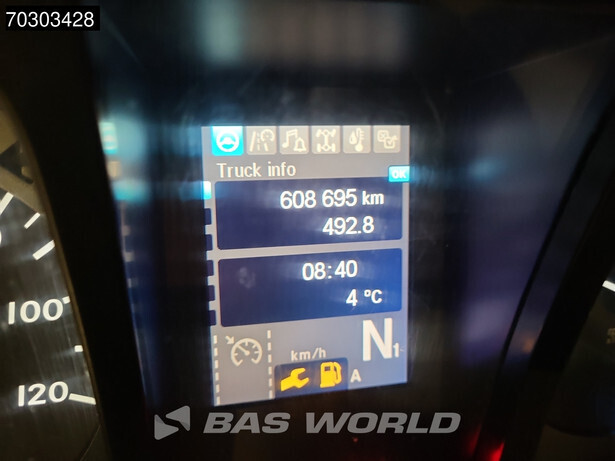 70303428
Truck info
OK
608 695 km
492.8
08:40
4 °C
N1
km/h
A
100
120
BAS WORLD